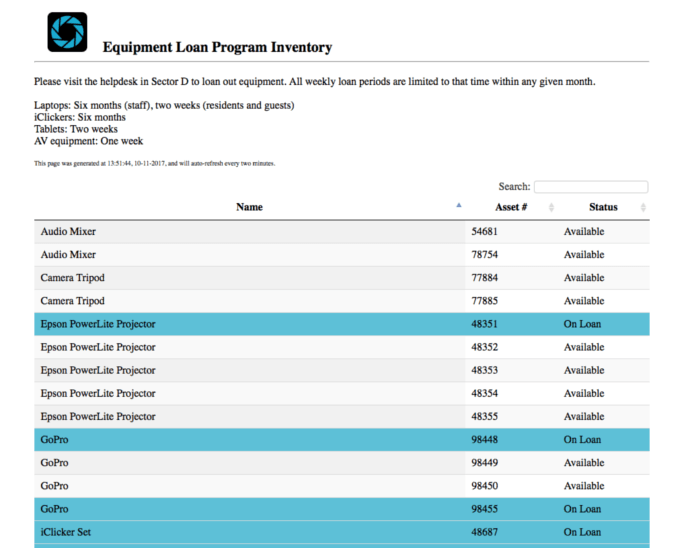 Equipment Loan Program Inventory
Please visit the helpdesk in Sector D to loan out equipment. All weekly loan periods are limited to that time within any given month.
Laptops: Six months (staff), two weeks (residents and guests)
iClickers: Six months
Tablets: Two weeks
AV equipment: One week
This page was generated at 13:51:44, 10-11-2017, and will auto-refresh every two minutes.
Search:
Name Asset # Status
Audio Mixer 54681 Available
Audio Mixer 78754 Available
Camera Tripod 77884 Available
Camera Tripod 77885 Available
Epson PowerLite Projector 48351 On Loan
Epson PowerLite Projector 48352 Available
Epson PowerLite Projector 48353 Available
Epson PowerLite Projector 48354 Available
Epson PowerLite Projector 48355 Available
GoPro 98448 On Loan
GoPro 98449 Available
GoPro 98450 Available
GoPro 98455 On Loan
iClicker Set 48687 On Loan